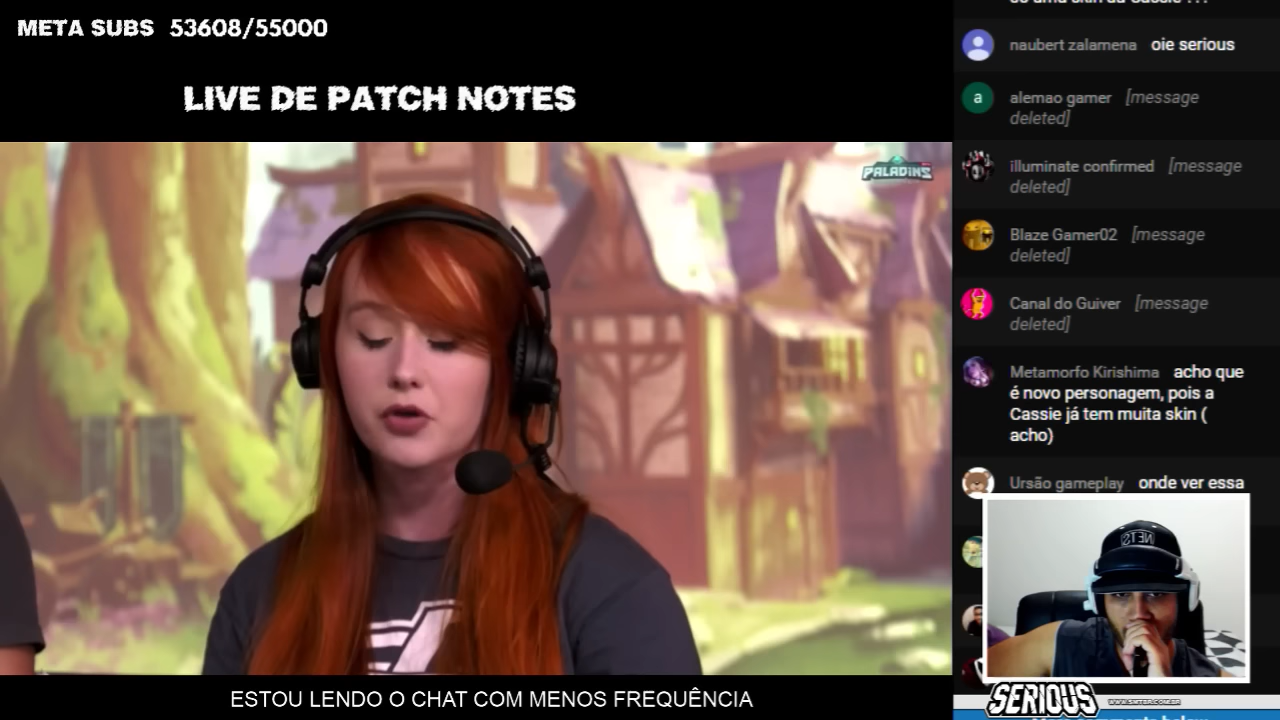 META SUBS 53608/55000
LIVE DE PATCH NOTES
PALADINS
ESTOU LENDO O CHAT COM MENOS FREQUÊNCIA
naubert zalamena oie serious
a
alemao gamer [message
deleted]
illuminate confirmed [message
deleted]
Blaze Gamer02 [message
deleted]
Canal do Guiver [message
deleted]
Metamorfo Kirishima acho que
é novo personagem, pois a
Cassie já tem muita skin (
acho)
Ursão gameplay onde ver essa
NETS
SERIOUS